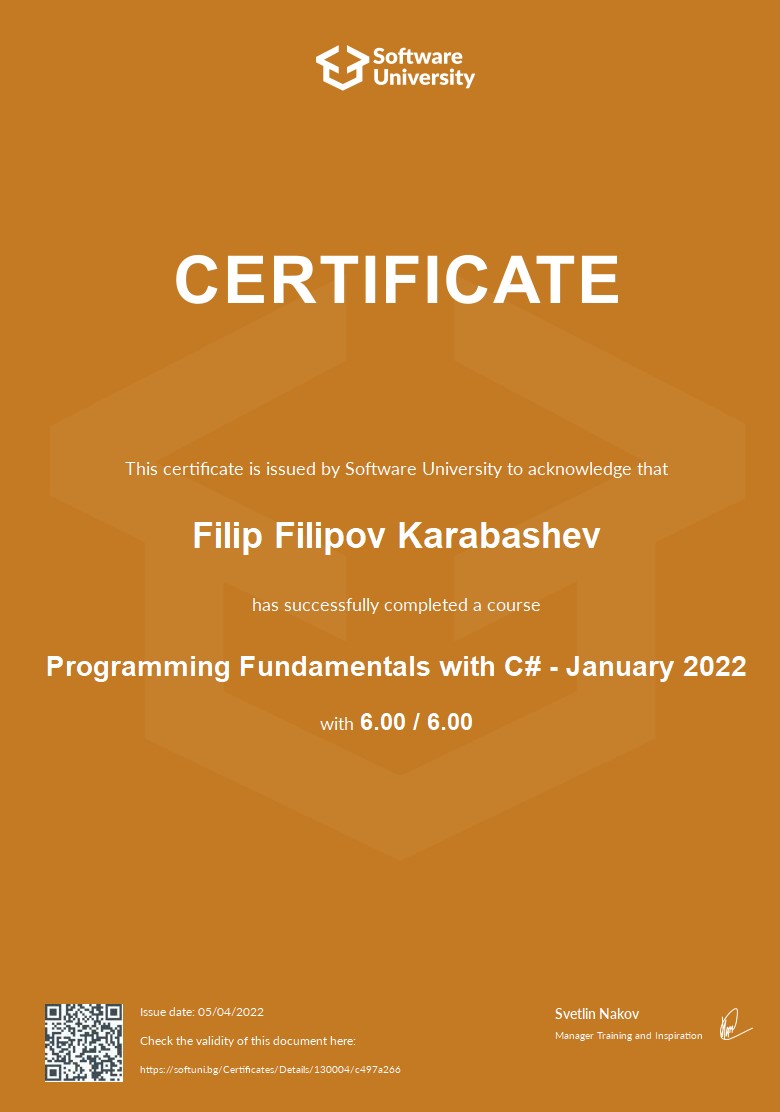 Software
University
CERTIFICATE
This certificate is issued by Software University to acknowledge that
Filip Filipov Karabashev
has successfully completed a course
Programming Fundamentals with C# - January 2022
with 6.00 / 6.00
Issue date: 05/04/2022
Check the validity of this document here:
https://softuni.bg/Certificates/Details/130004/c497a266
Svetlin Nakov
Manager Training and Inspiration